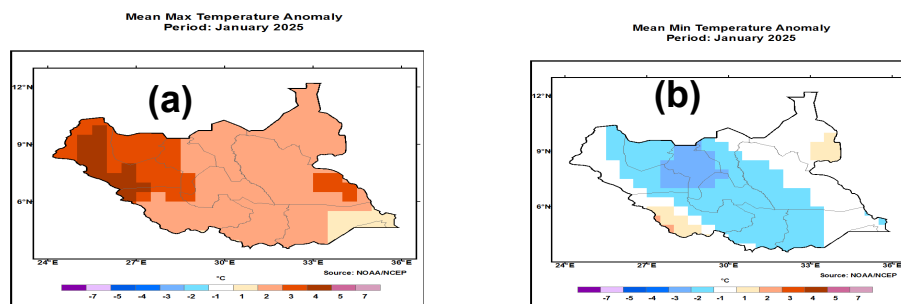 Mean Max Temperature Anomaly
Period: January 2025
(a)
12°N
9°N
6°N
24°E 27°E 30°E 33°E 36°E
°C
Source: NOAA/NCEP
-7 -5 -4 -3 -2 -1 1 2 3 4 5 7
Mean Min Temperature Anomaly
Period: January 2025
(b)
12°N
9°N
6°N
24°E 27°E 30°E 33°E 36°E
°C
Source: NOAA/NCEP
-7 -5 -4 -3 -2 -1 1 2 3 4 5 7